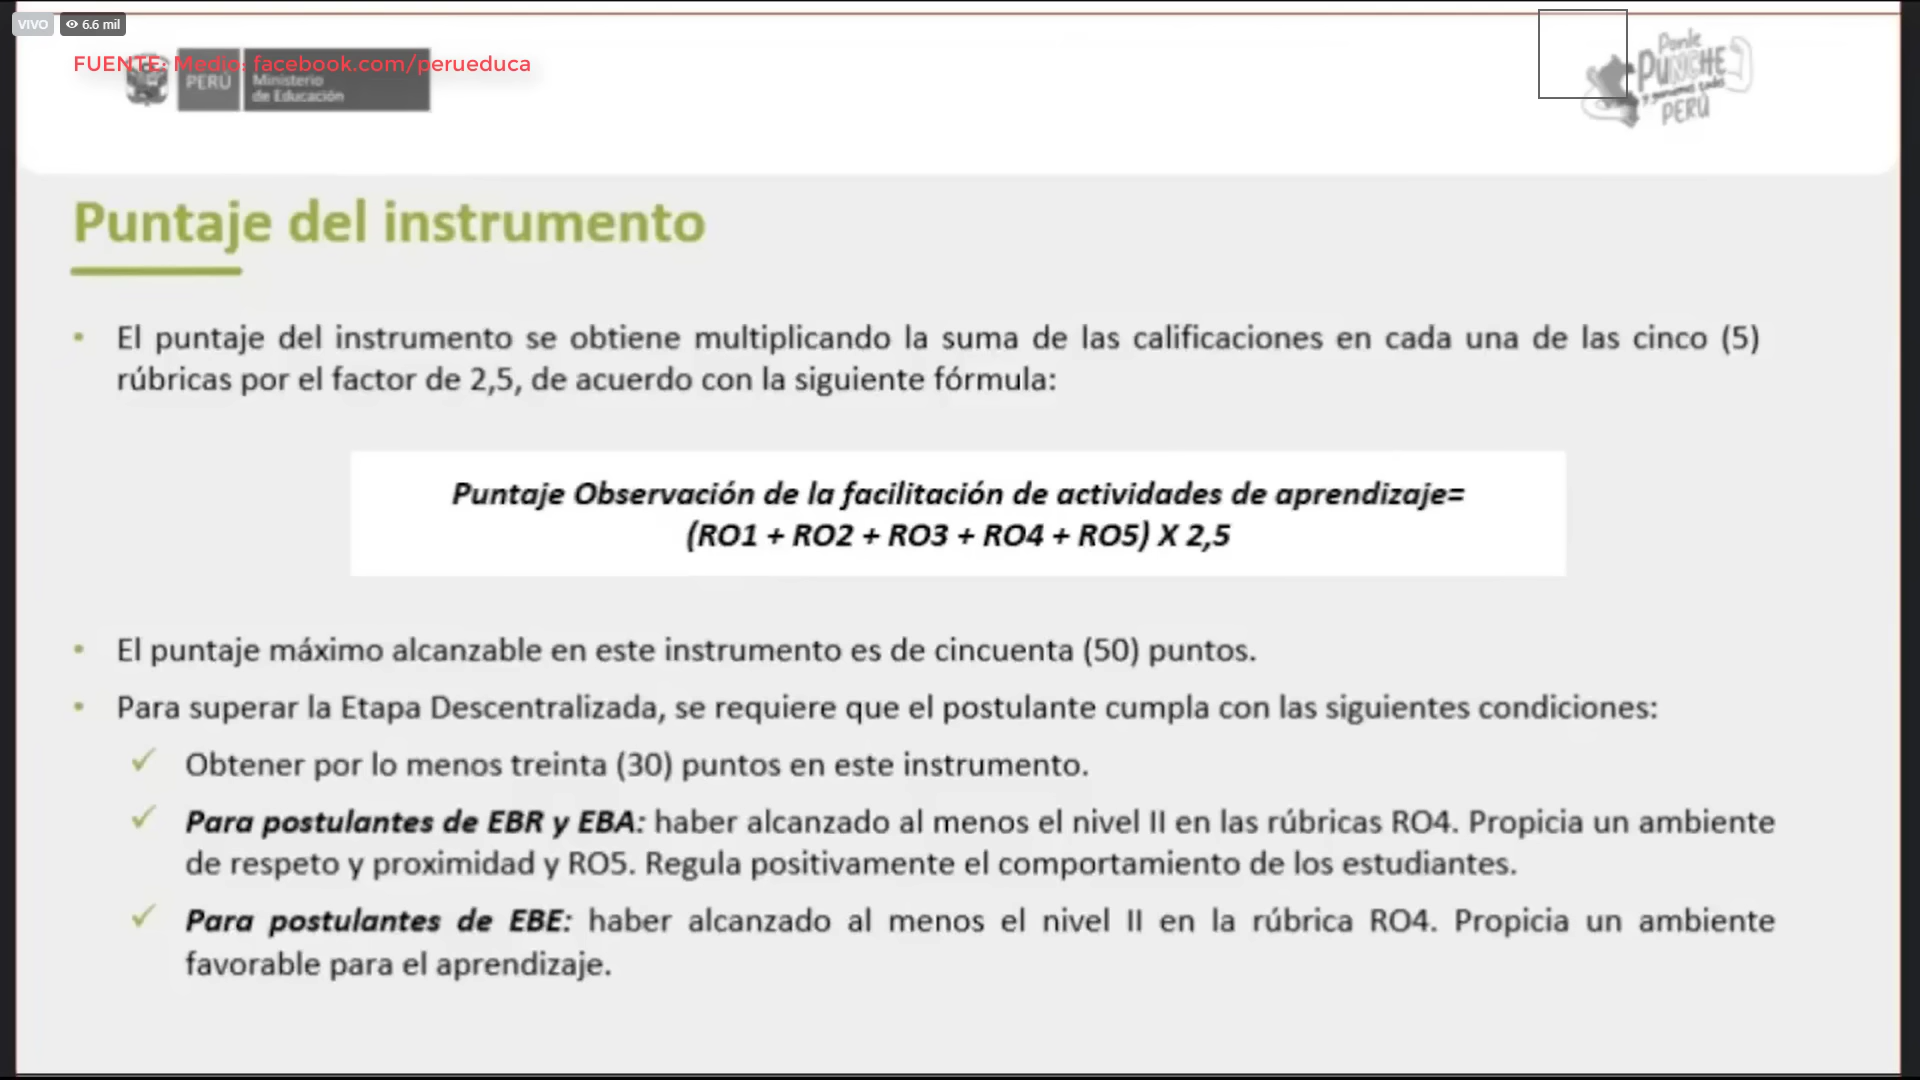 VIVO 6.6 mil
FUENTE: Medio: facebook.com/perueduca
PERÚ
Ministerio
de Educación
Ponle
PUNCHE
y sumemos todos
PERÚ
Puntaje del instrumento
• El puntaje del instrumento se obtiene multiplicando la suma de las calificaciones en cada una de las cinco (5)
rúbricas por el factor de 2,5, de acuerdo con la siguiente fórmula:
Puntaje Observación de la facilitación de actividades de aprendizaje=
(RO1 + RO2 + RO3 + RO4 + RO5) X 2,5
• El puntaje máximo alcanzable en este instrumento es de cincuenta (50) puntos.
• Para superar la Etapa Descentralizada, se requiere que el postulante cumpla con las siguientes condiciones:
✓ Obtener por lo menos treinta (30) puntos en este instrumento.
✓ Para postulantes de EBR y EBA: haber alcanzado al menos el nivel II en las rúbricas RO4. Propicia un ambiente
de respeto y proximidad y RO5. Regula positivamente el comportamiento de los estudiantes.
✓ Para postulantes de EBE: haber alcanzado al menos el nivel II en la rúbrica RO4. Propicia un ambiente
favorable para el aprendizaje.